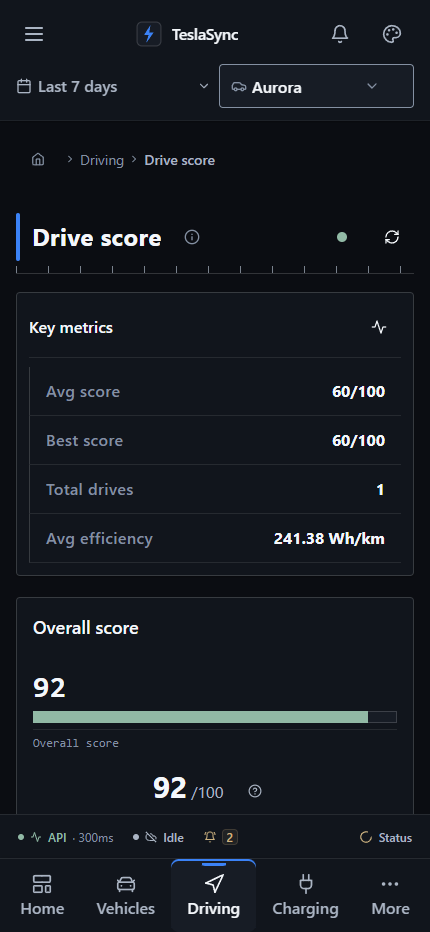 TeslaSync
Last 7 days
Aurora
Driving
Drive score
Drive score
Key metrics
Avg score 60/100
Best score 60/100
Total drives 1
Avg efficiency 241.38 Wh/km
Overall score
92
Overall score
92 /100
API · 300ms Idle 2 Status
Home Vehicles Driving Charging More